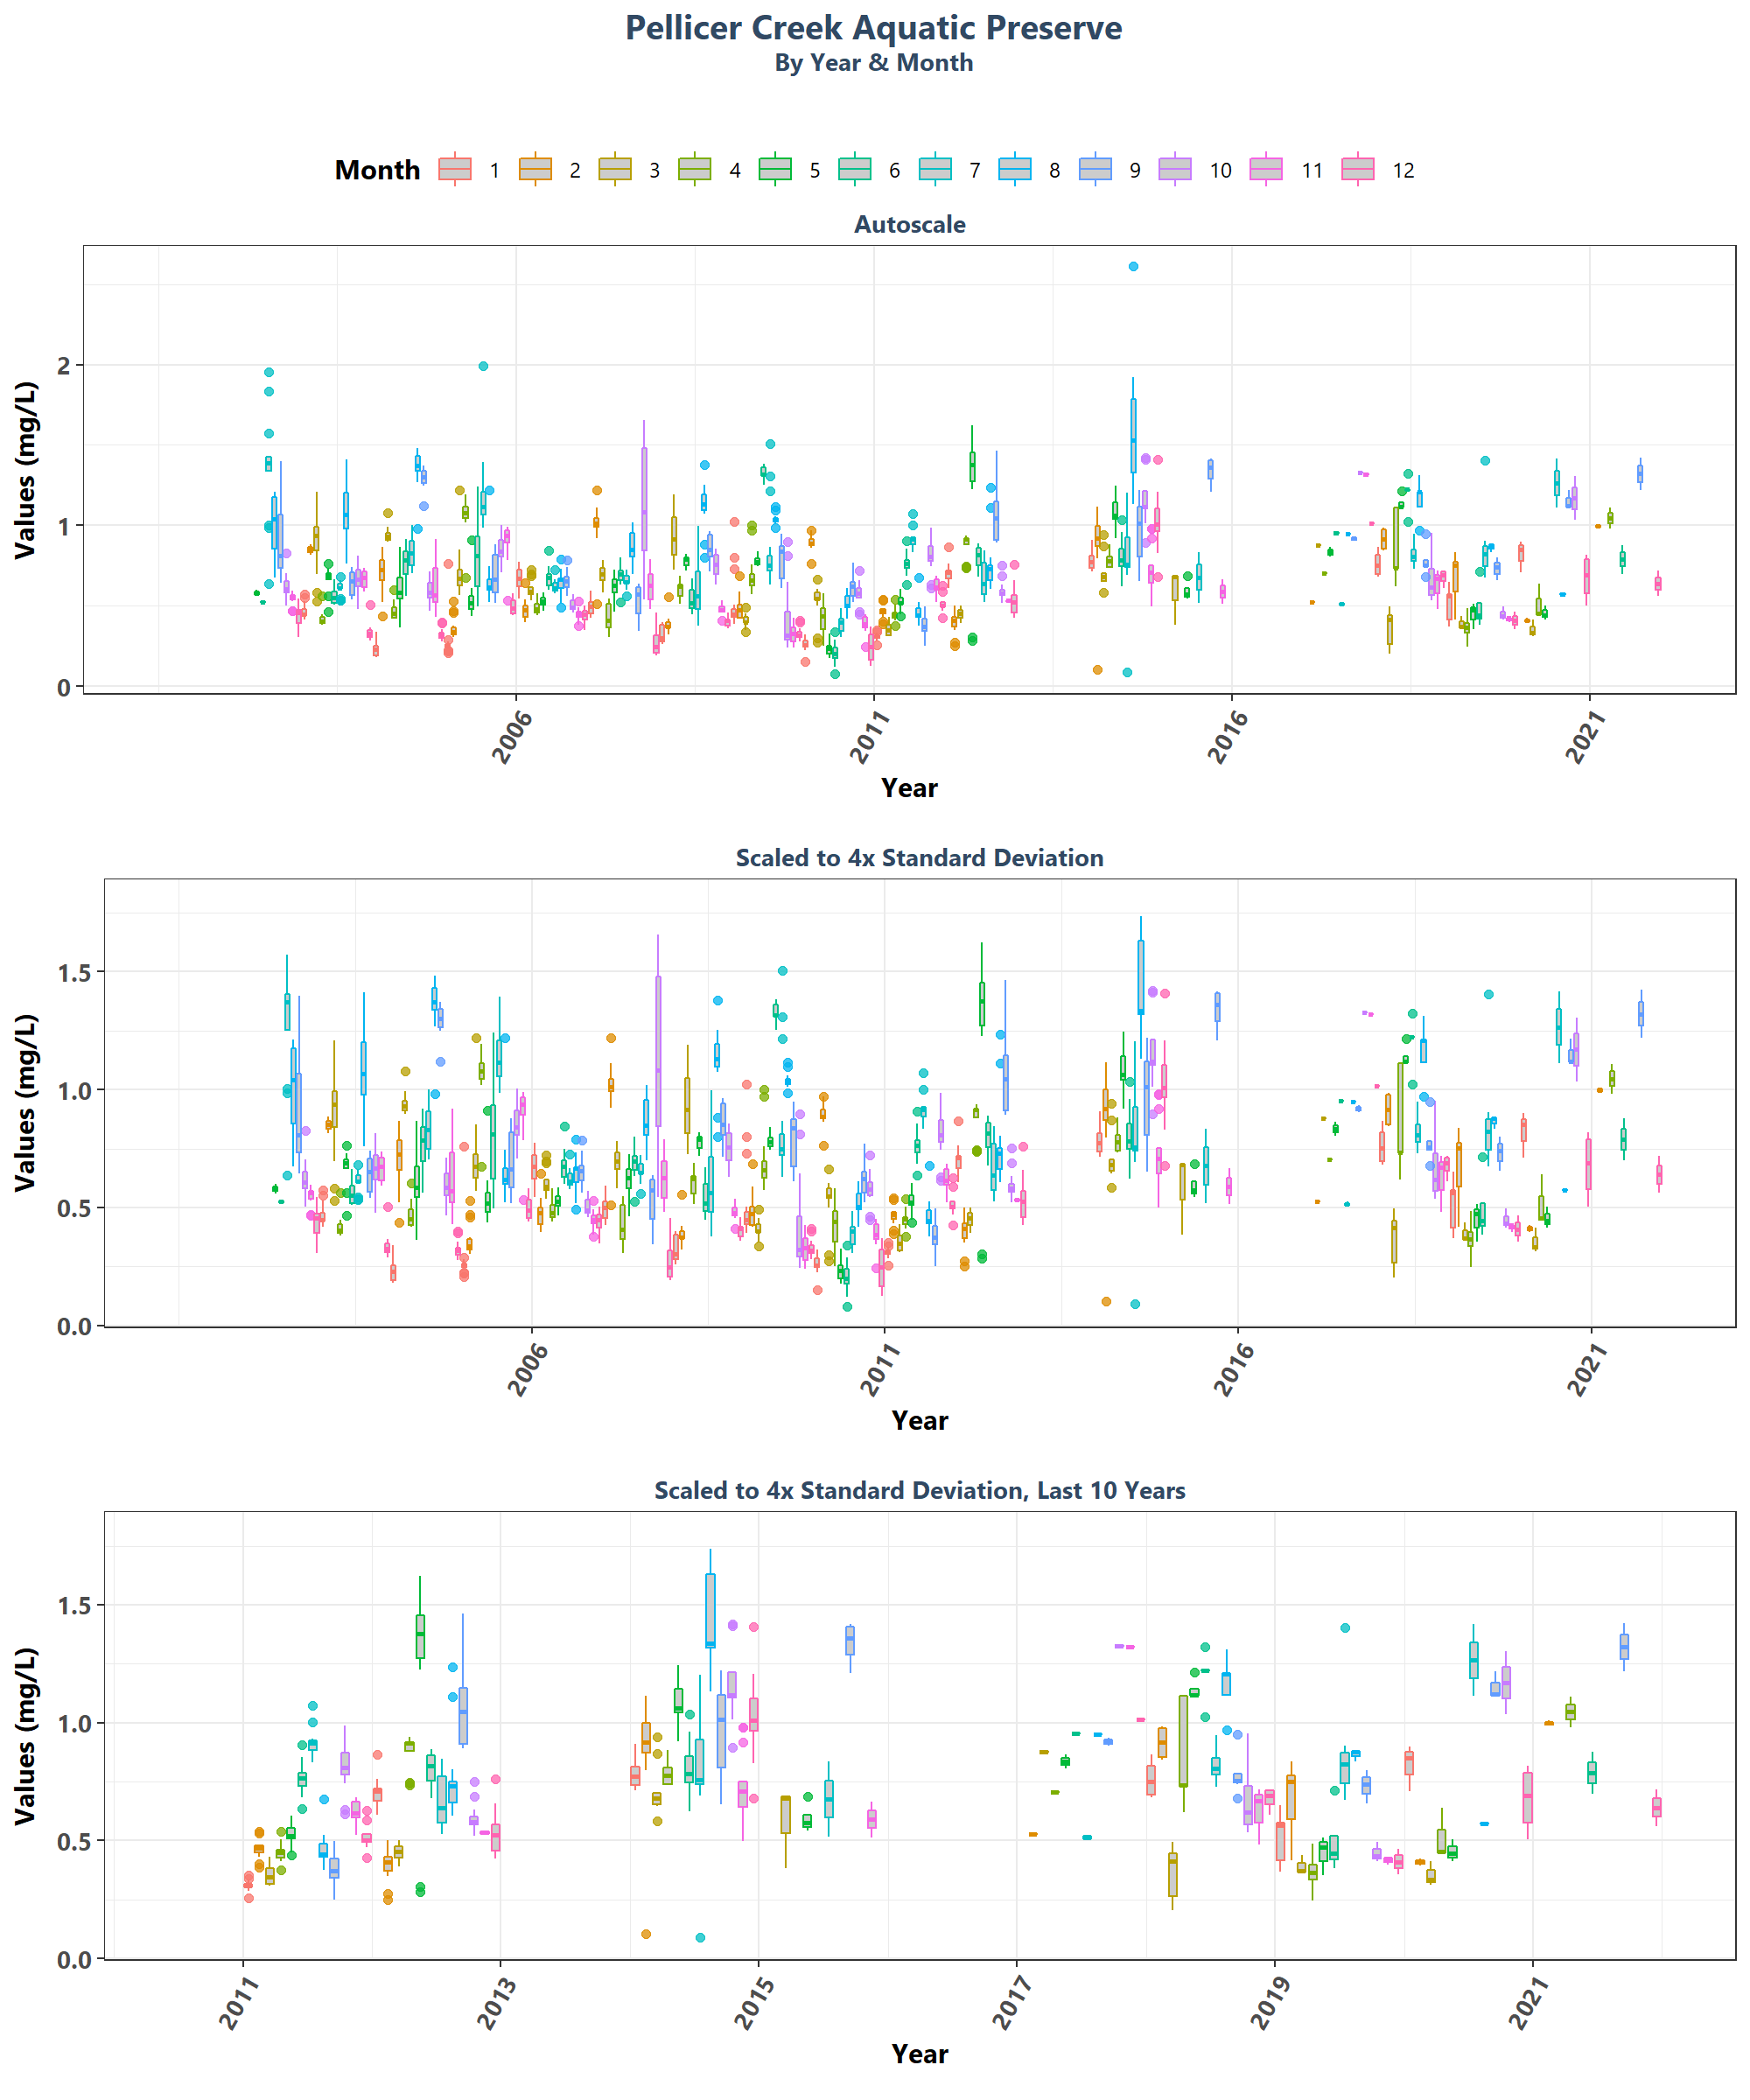 Pellicer Creek Aquatic Preserve
By Year & Month
Month 1 2 3 4 5 6 7 8 9 10 11 12
Autoscale
Values (mg/L)
2
1
0
2006 2011 2016 2021
Year
Scaled to 4x Standard Deviation
Values (mg/L)
1.5
1.0
0.5
0.0
2006 2011 2016 2021
Year
Scaled to 4x Standard Deviation, Last 10 Years
Values (mg/L)
1.5
1.0
0.5
0.0
2011 2013 2015 2017 2019 2021
Year